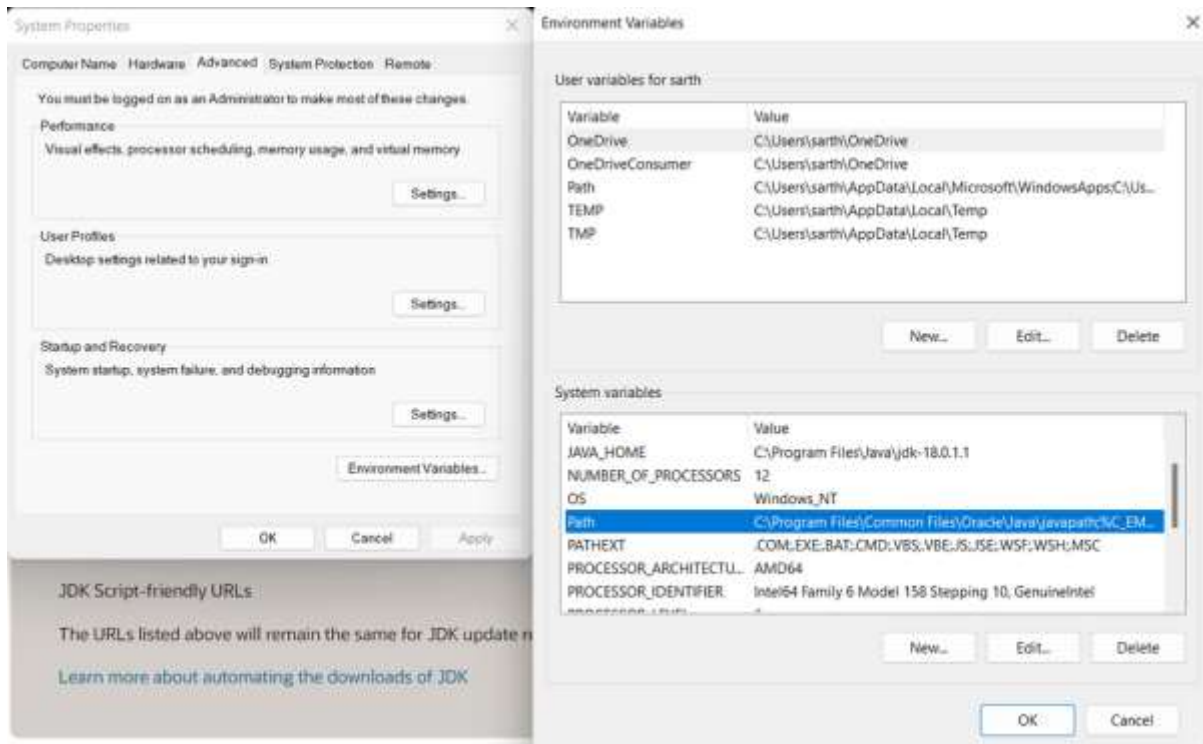 System Properties
Computer Name Hardware Advanced System Protection Remote
You must be logged on as an Administrator to make most of these changes.
Performance
Visual effects, processor scheduling, memory usage, and virtual memory
Settings...
User Profiles
Desktop settings related to your sign-in
Settings...
Startup and Recovery
System startup, system failure, and debugging information
Settings...
Environment Variables...
OK Cancel Apply
JDK Script-friendly URLs
The URLs listed above will remain the same for JDK update
Learn more about automating the downloads of JDK
Environment Variables
User variables for sarth
Variable Value
OneDrive C:\Users\sarth\OneDrive
OneDriveConsumer C:\Users\sarth\OneDrive
Path C:\Users\sarth\AppData\Local\Microsoft\WindowsApps;C:\Us...
TEMP C:\Users\sarth\AppData\Local\Temp
TMP C:\Users\sarth\AppData\Local\Temp
New... Edit... Delete
System variables
Variable Value
JAVA_HOME C:\Program Files\Java\jdk-18.0.1.1
NUMBER_OF_PROCESSORS 12
OS Windows_NT
Path C:\Program Files\Common Files\Oracle\Java\javapath;%C_EM...
PATHEXT .COM;.EXE;.BAT;.CMD;.VBS;.VBE;.JS;.JSE;.WSF;.WSH;.MSC
PROCESSOR_ARCHITECTU... AMD64
PROCESSOR_IDENTIFIER Intel64 Family 6 Model 158 Stepping 10, GenuineIntel
New... Edit... Delete
OK Cancel